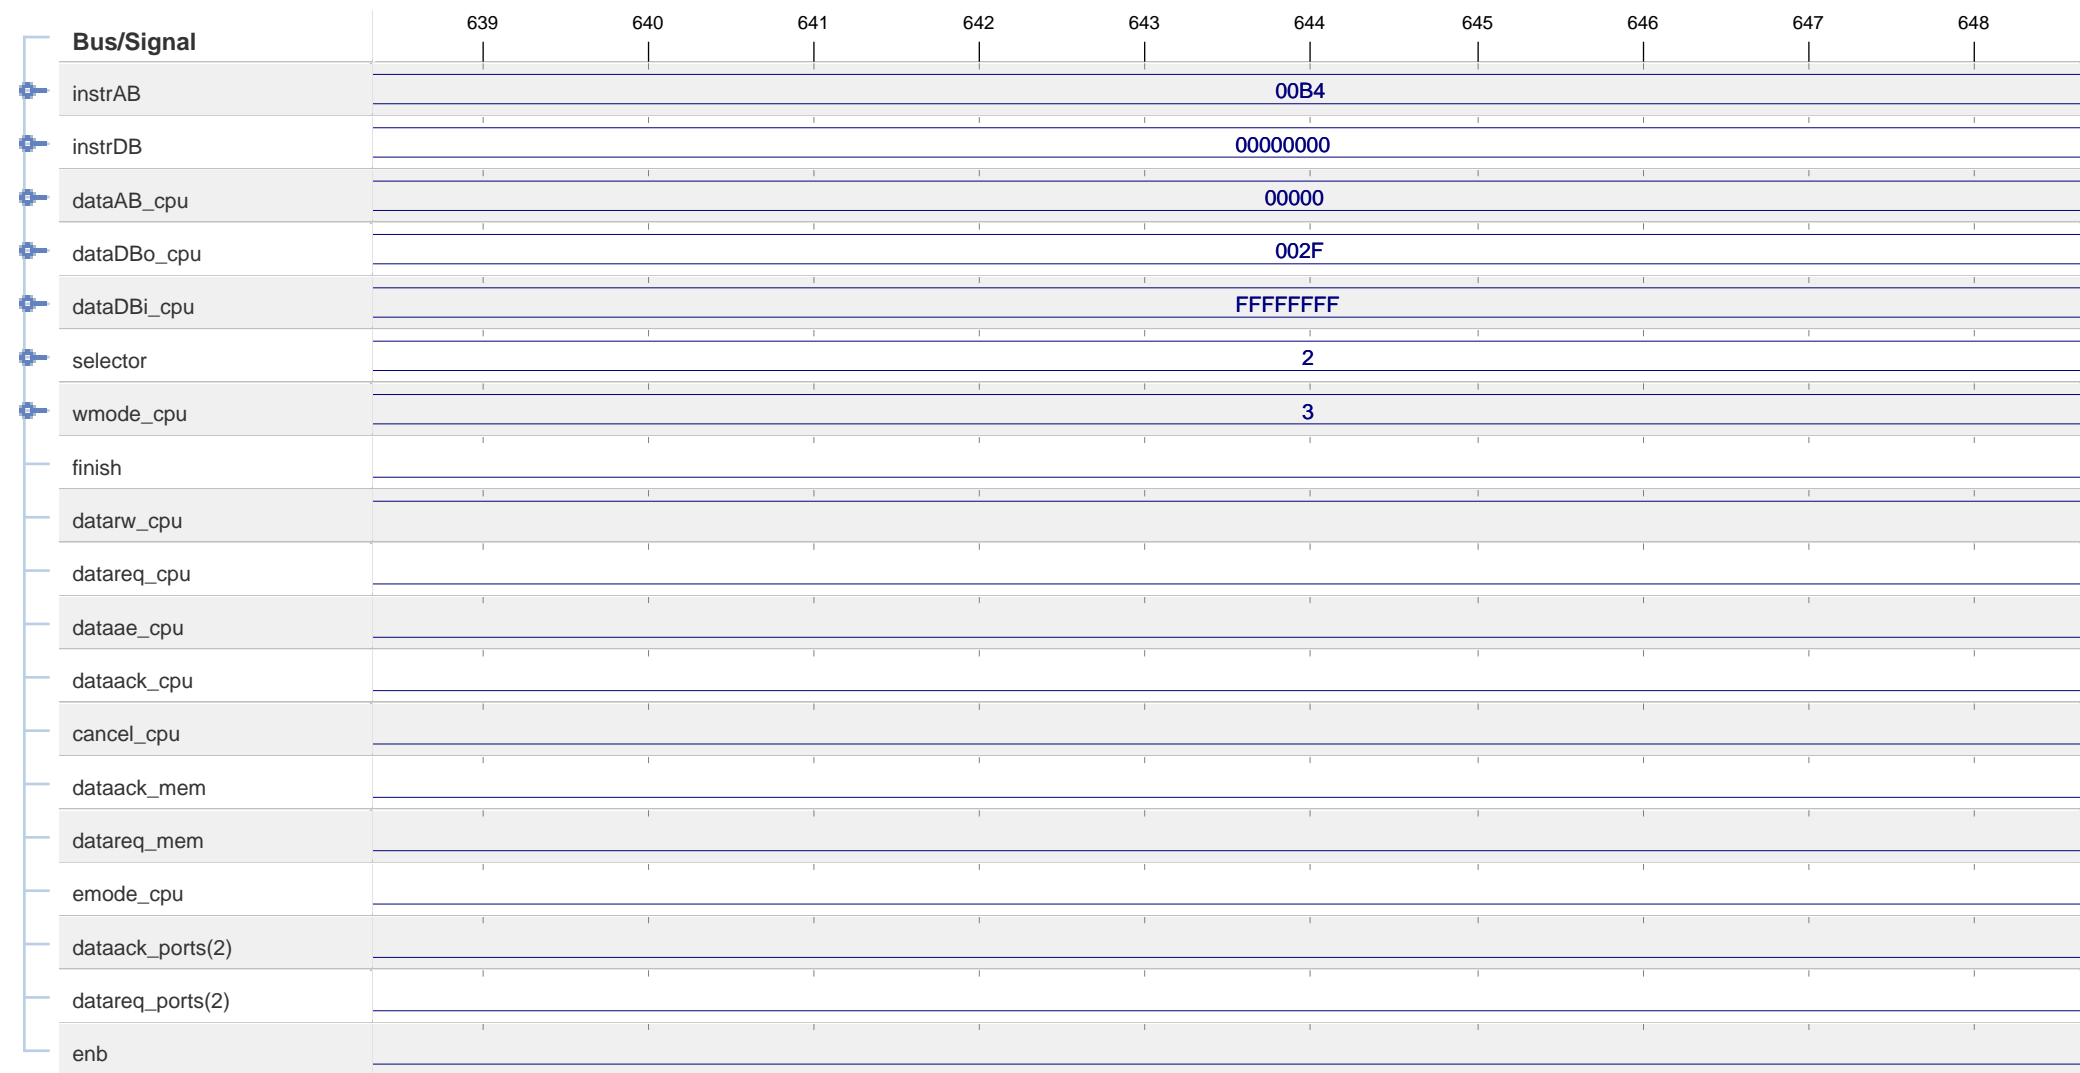 639 640 641 642 643 644 645 646 647 648
Bus/Signal
instrAB 00B4
instrDB 00000000
dataAB_cpu 00000
dataDBo_cpu 002F
dataDBi_cpu FFFFFFFF
selector 2
wmode_cpu 3
finish
datarw_cpu
datareq_cpu
dataae_cpu
dataack_cpu
cancel_cpu
dataack_mem
datareq_mem
emode_cpu
dataack_ports(2)
datareq_ports(2)
enb